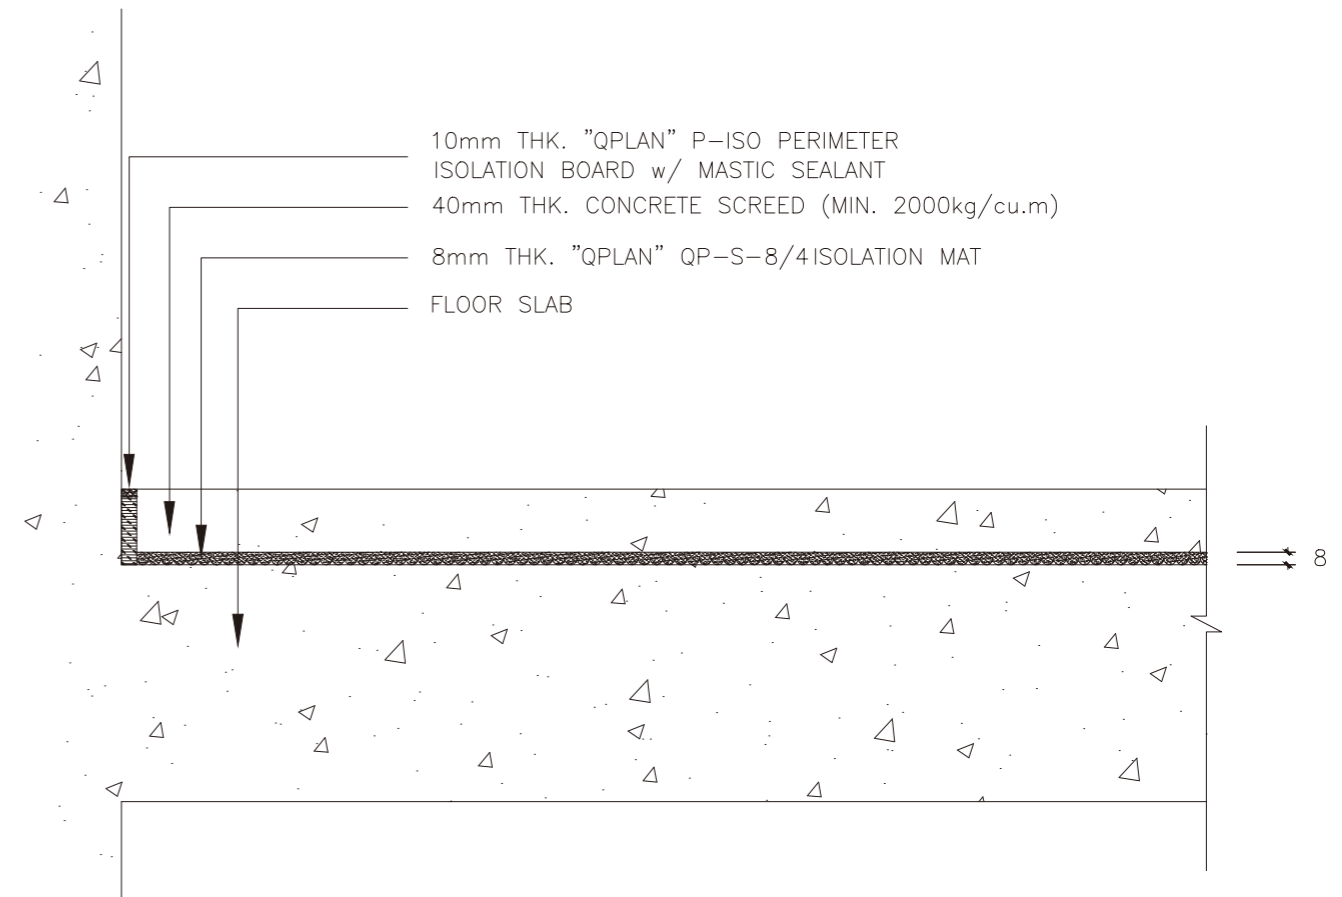 10mm THK. "QPLAN" P-ISO PERIMETER
ISOLATION BOARD w/ MASTIC SEALANT
40mm THK. CONCRETE SCREED (MIN. 2000kg/cu.m)
8mm THK. "QPLAN" QP-S-8/4ISOLATION MAT
FLOOR SLAB
8